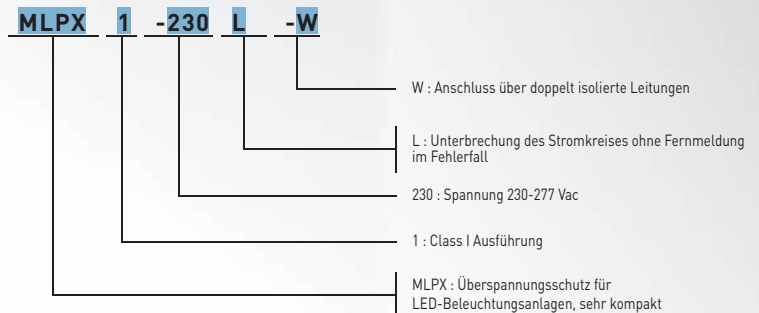 MLPX 1 -230 L -W
W : Anschluss über doppelt isolierte Leitungen
L : Unterbrechung des Stromkreises ohne Fernmeldung
im Fehlerfall
230 : Spannung 230-277 Vac
1 : Class I Ausführung
MLPX : Überspannungsschutz für
LED-Beleuchtungsanlagen, sehr kompakt